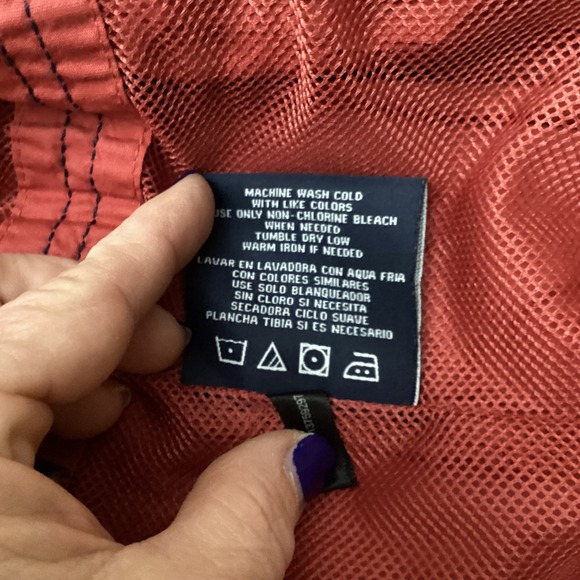 MACHINE WASH COLD
WITH LIKE COLORS
USE ONLY NON-CHLORINE BLEACH
WHEN NEEDED
TUMBLE DRY LOW
WARM IRON IF NEEDED
LAVAR EN LAVADORA CON AQUA FRIA
CON COLORES SIMILARES
USE SOLO BLANQUEADOR
SIN CLORO SI NECESITA
SECADORA CICLO SUAVE
PLANCHA TIBIA SI ES NECESARIO